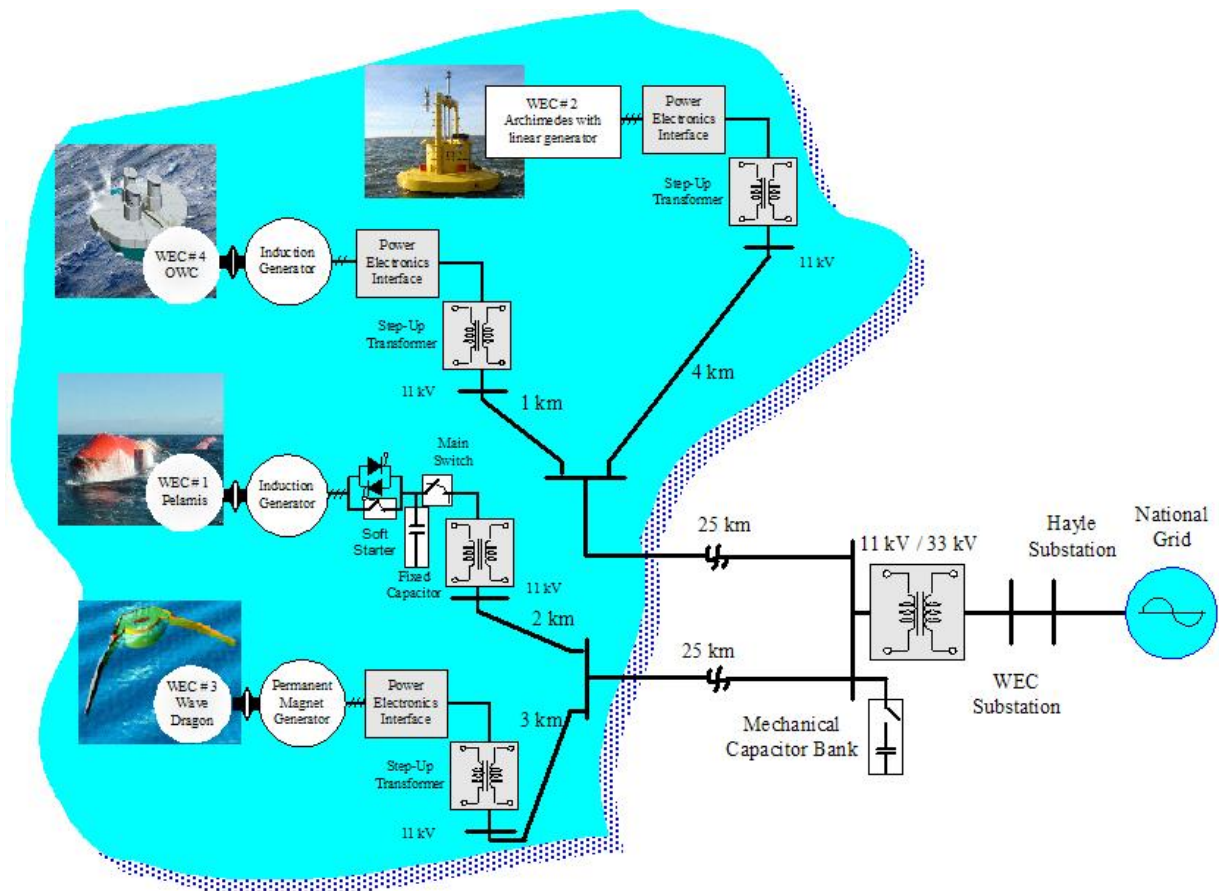 WEC # 2
Archimedes with
linear generator
Power
Electronics
Interface
Step-Up
Transformer
11 kV
WEC # 4
OWC
Induction
Generator
Power
Electronics
Interface
Step-Up
Transformer
11 kV
1 km
4 km
WEC # 1
Pelamis
Induction
Generator
Soft
Starter
Main
Switch
Fixed
Capacitor
11 kV
2 km
WEC # 3
Wave
Dragon
Permanent
Magnet
Generator
Power
Electronics
Interface
Step-Up
Transformer
11 kV
3 km
25 km
25 km
11 kV / 33 kV
Mechanical
Capacitor Bank
WEC
Substation
Hayle
Substation
National
Grid